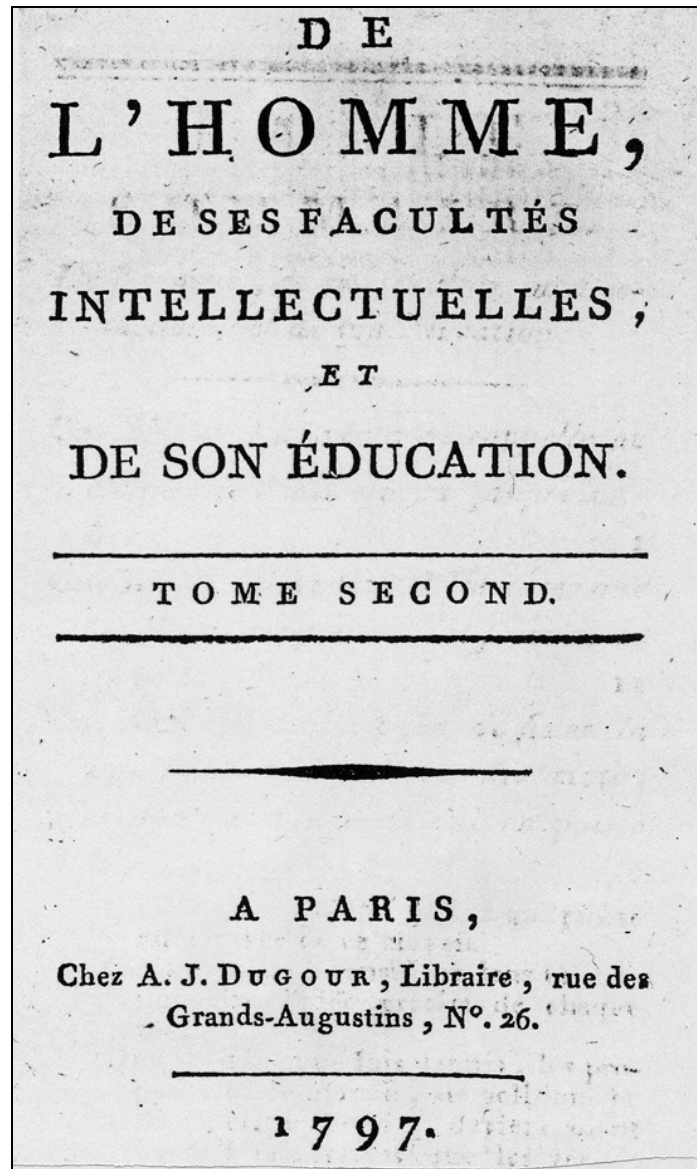 DE
L'HOMME,
DE SES FACULTÉS
INTELLECTUELLES,
ET
DE SON ÉDUCATION.
TOME SECOND.
A PARIS,
Chez A. J. DUGOUR, Libraire, rue des
Grands-Augustins, Nº. 26.
1797.